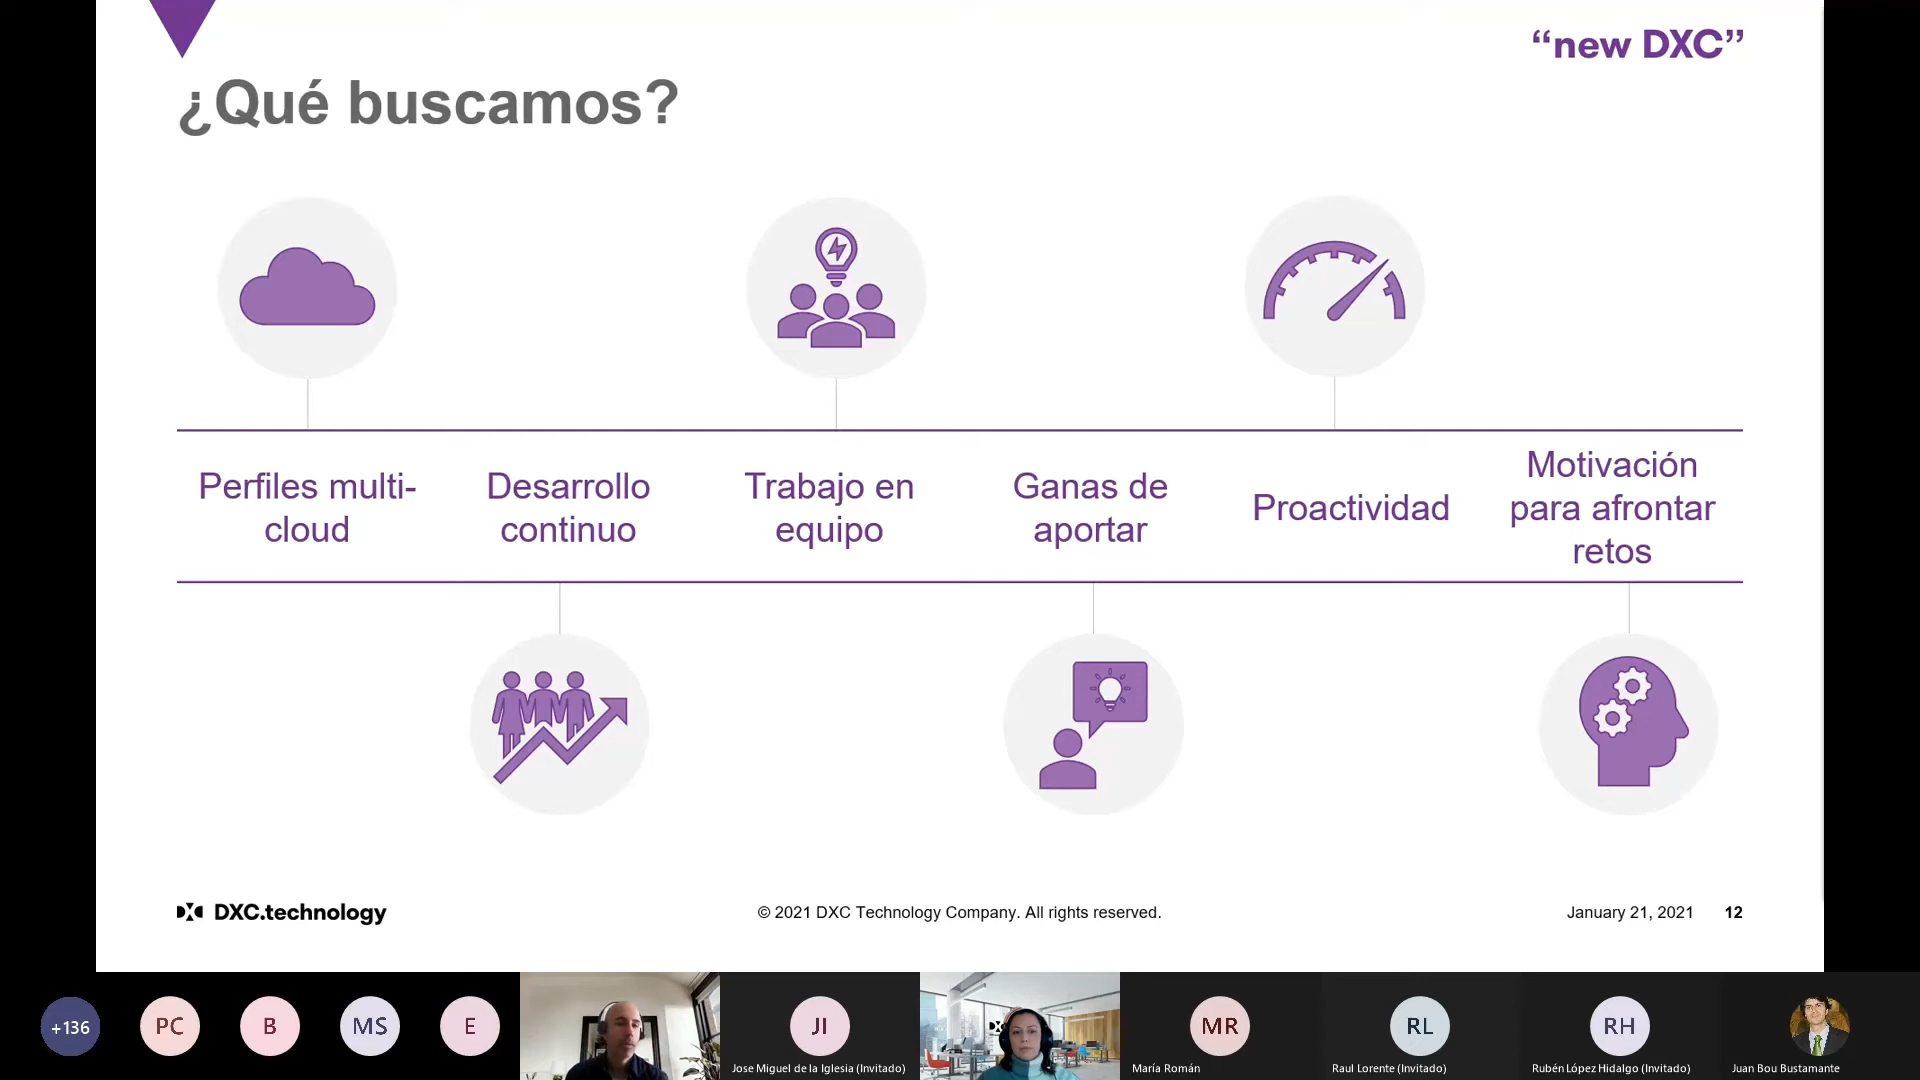 “new DXC”
¿Qué buscamos?
Perfiles multi-
cloud
Desarrollo
continuo
Trabajo en
equipo
Ganas de
aportar
Proactividad
Motivación
para afrontar
retos
DXC.technology
© 2021 DXC Technology Company. All rights reserved.
January 21, 2021
12
+136
PC
B
MS
E
JI
Jose Miguel de la Iglesia (Invitado)
MR
María Román
RL
Raul Lorente (Invitado)
RH
Rubén López Hidalgo (Invitado)
Juan Bou Bustamante